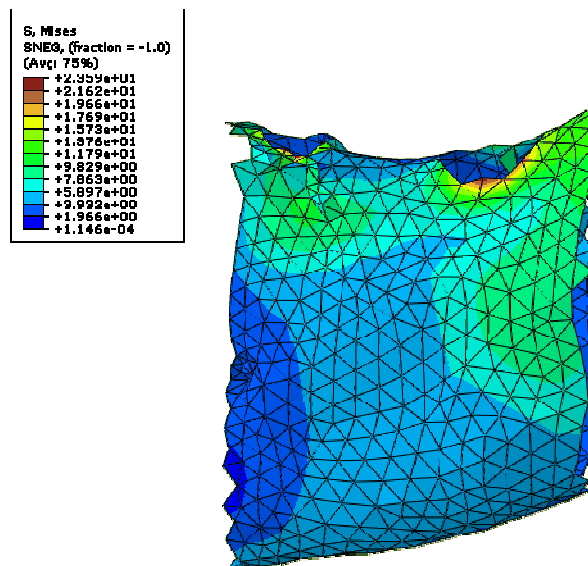 S, Mises
SNEG, (fraction = -1.0)
(Avg: 75%)
+2.359e+01
+2.162e+01
+1.966e+01
+1.769e+01
+1.573e+01
+1.376e+01
+1.179e+01
+9.829e+00
+7.863e+00
+5.897e+00
+3.932e+00
+1.966e+00
+1.146e-04